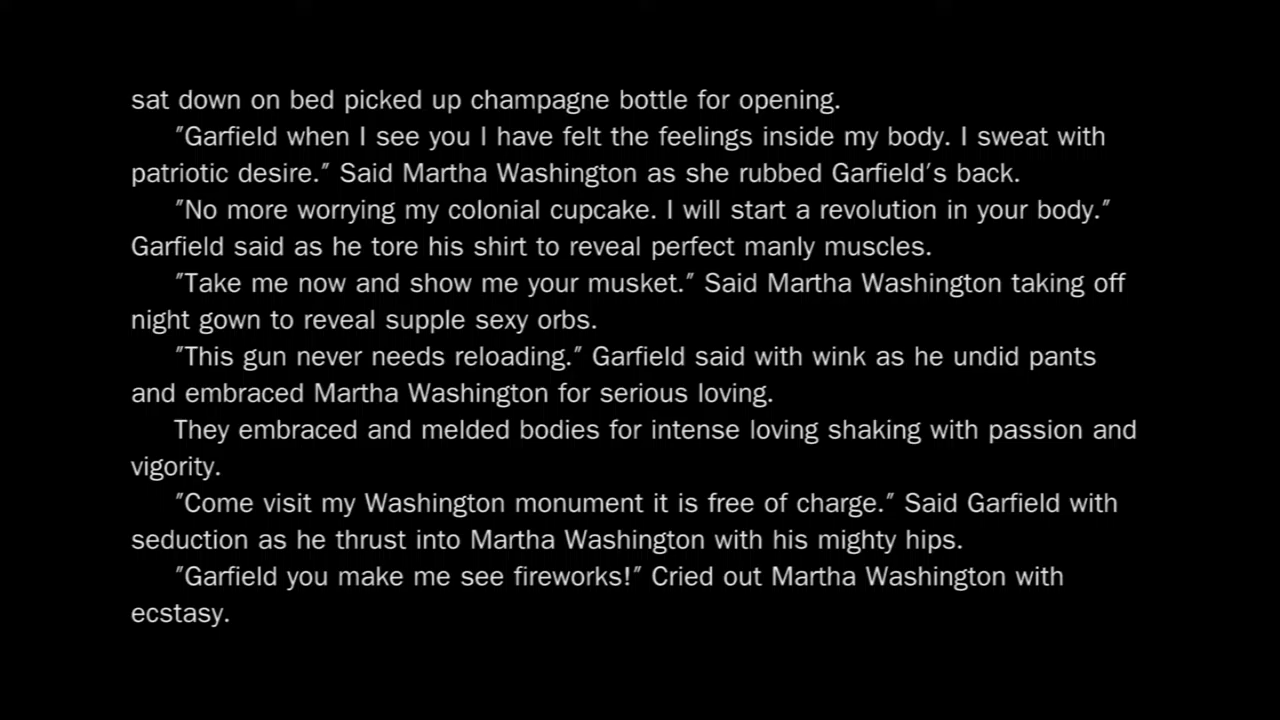 sat down on bed picked up champagne bottle for opening.
"Garfield when I see you I have felt the feelings inside my body. I sweat with
patriotic desire." Said Martha Washington as she rubbed Garfield's back.
"No more worrying my colonial cupcake. I will start a revolution in your body."
Garfield said as he tore his shirt to reveal perfect manly muscles.
"Take me now and show me your musket." Said Martha Washington taking off
night gown to reveal supple sexy orbs.
"This gun never needs reloading." Garfield said with wink as he undid pants
and embraced Martha Washington for serious loving.
They embraced and melded bodies for intense loving shaking with passion and
vigority.
"Come visit my Washington monument it is free of charge." Said Garfield with
seduction as he thrust into Martha Washington with his mighty hips.
"Garfield you make me see fireworks!" Cried out Martha Washington with
ecstasy.